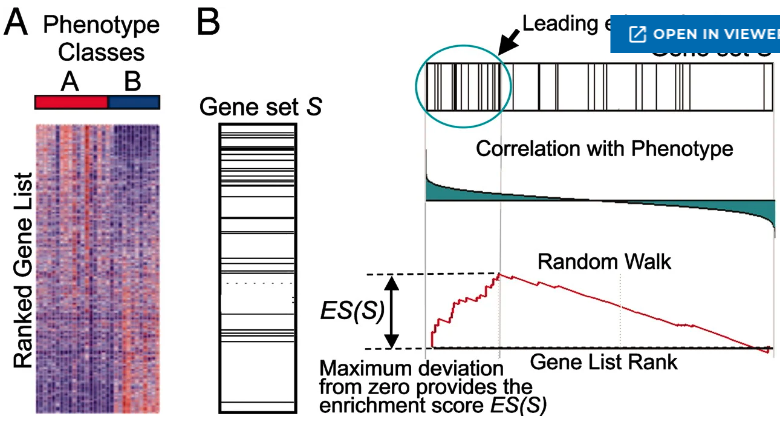 A
Phenotype
Classes
A B
Ranked Gene List
B
Gene set S
Leading
OPEN IN VIEWER
Correlation with Phenotype
Random Walk
ES(S)
Gene List Rank
Maximum deviation
from zero provides the
enrichment score ES(S)